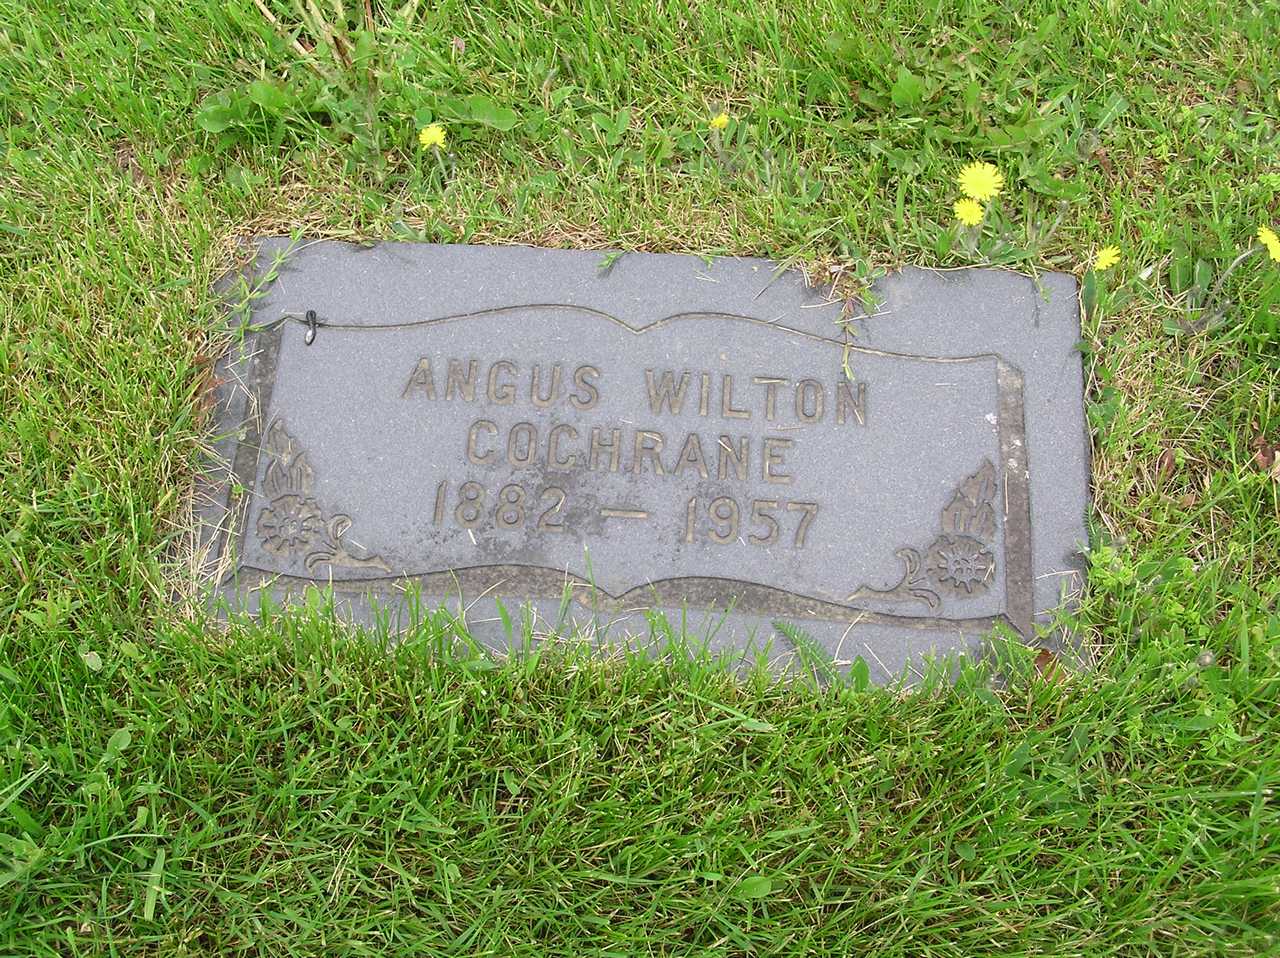 ANGUS WILTON
COCHRANE
1882 — 1957